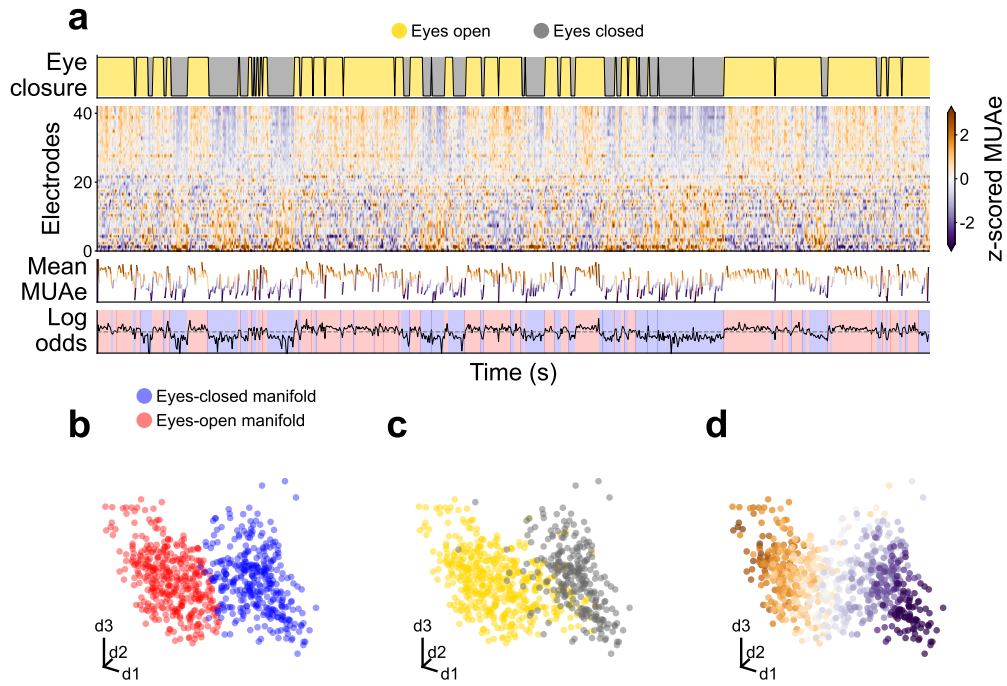 a
Eyes open
Eyes closed
Eye
closure
Electrodes
40
20
0
z-scored MUAe
2
0
-2
Mean
MUAe
Log
odds
Time (s)
Eyes-closed manifold
Eyes-open manifold
b
c
d
d3
d2
d1
d3
d2
d1
d3
d2
d1